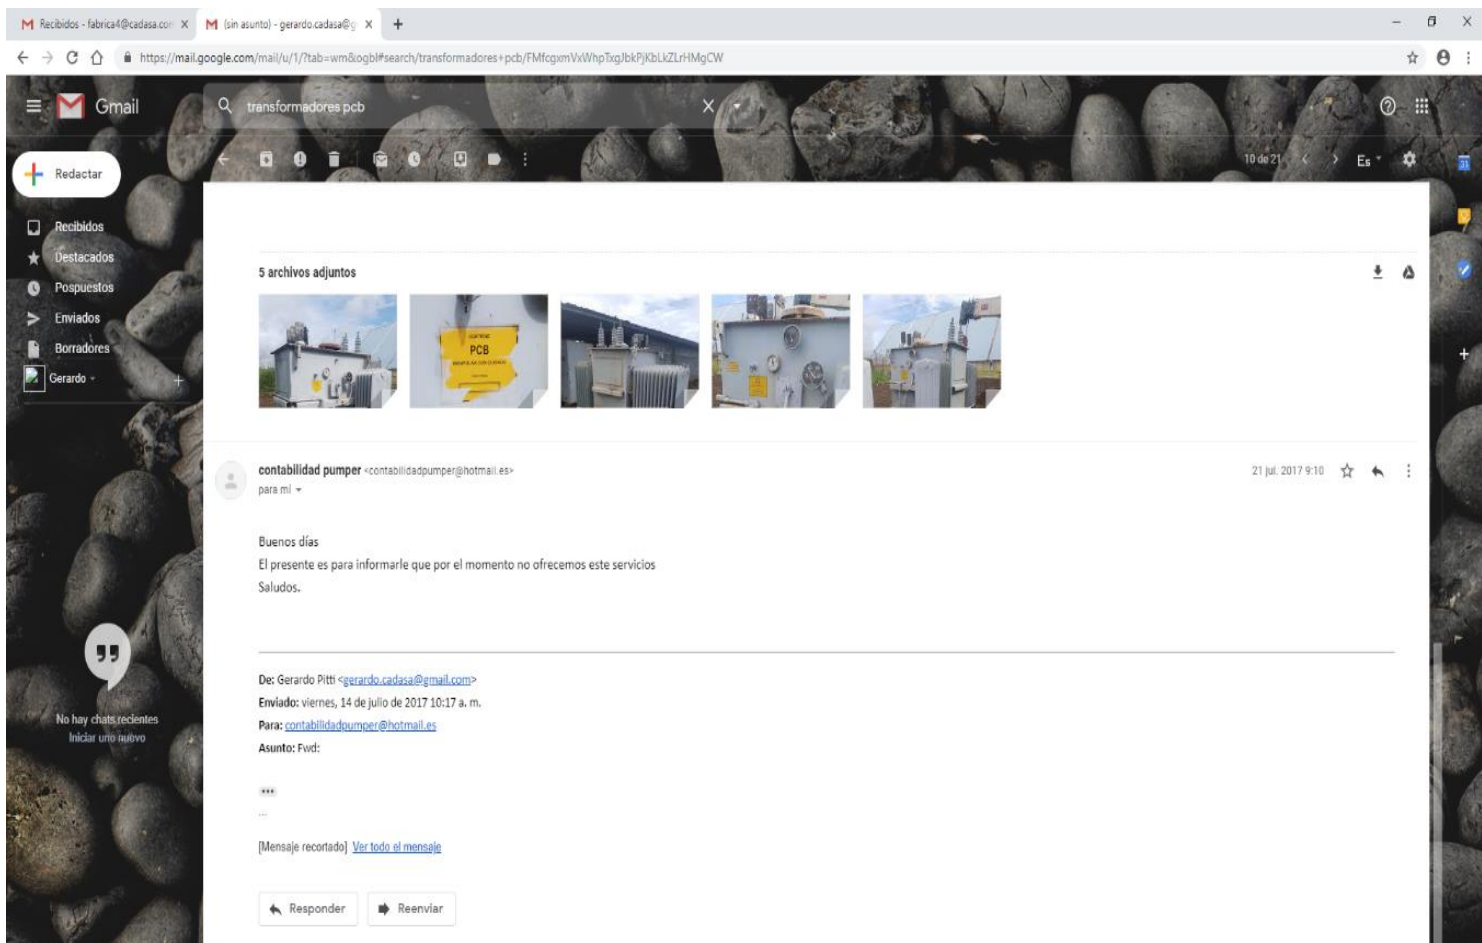 Recibidos - fabrica4@cadasa.com
(sin asunto) - gerardo.cadasa@g
https://mail.google.com/mail/u/1/?tab=wm&ogbl#search/transformadores+pcb/FMfcgxmVxWhpTxgJbkPjKbLkZLrHMgCW
Gmail
transformadores pcb
10 de 21
Es
Redactar
Recibidos
Destacados
Pospuestos
Enviados
Borradores
Gerardo
No hay chats recientes
Iniciar uno nuevo
5 archivos adjuntos
PCB
contabilidad pumper <contabilidadpumper@hotmail.es>
21 jul. 2017 9:10
para mí
Buenos días
El presente es para informarle que por el momento no ofrecemos este servicios
Saludos.
De: Gerardo Pitti <gerardo.cadasa@gmail.com>
Enviado: viernes, 14 de julio de 2017 10:17 a. m.
Para: contabilidadpumper@hotmail.es
Asunto: Fwd:
...
[Mensaje recortado] Ver todo el mensaje
Responder
Reenviar
31